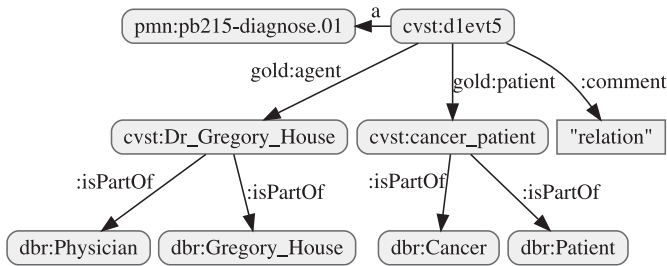 pmn:pb215-diagnose.01 a cvst:d1evt5
gold:agent gold:patient :comment
cvst:Dr_Gregory_House cvst:cancer_patient "relation"
:isPartOf :isPartOf :isPartOf :isPartOf
dbr:Physician dbr:Gregory_House dbr:Cancer dbr:Patient